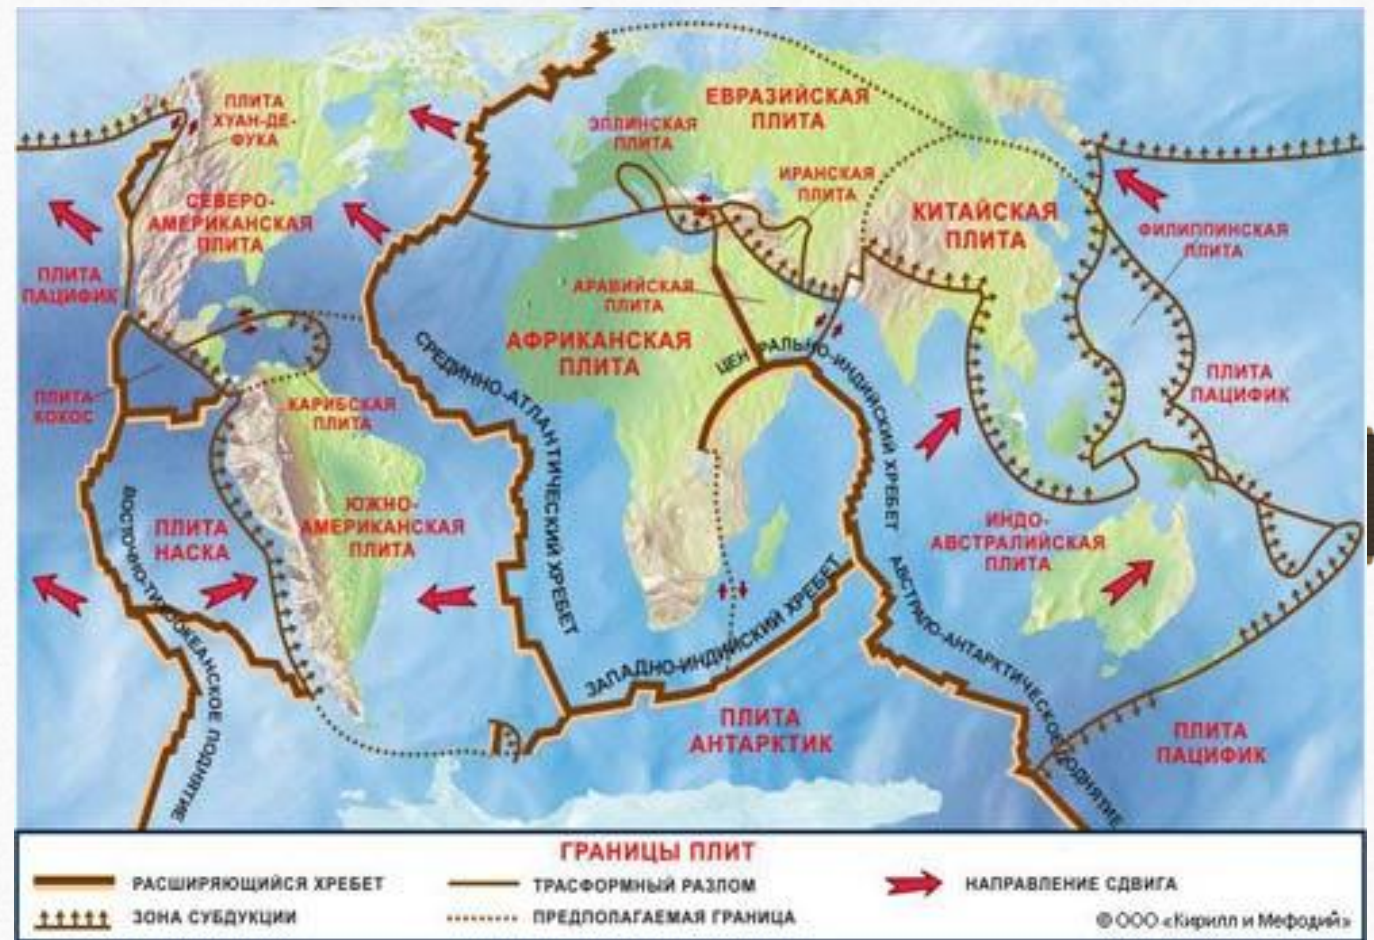 ПЛИТА
ХУАН-ДЕ-
ФУКА
ЭЛЛИНСКАЯ
ПЛИТА
ЕВРАЗИЙСКАЯ
ПЛИТА
ИРАНСКАЯ
ПЛИТА
СЕВЕРО-
АМЕРИКАНСКАЯ
ПЛИТА
КИТАЙСКАЯ
ПЛИТА
ФИЛИППИНСКАЯ
ПЛИТА
ПЛИТА
ПАЦИФИК
АРАВИЙСКАЯ
ПЛИТА
АФРИКАНСКАЯ
ПЛИТА
ПЛИТА
ПАЦИФИК
ПЛИТА
КОКОС
КАРИБСКАЯ
ПЛИТА
СРЕДИННО-АТЛАНТИЧЕСКИЙ ХРЕБЕТ
ЦЕНТРАЛЬНО-ИНДИЙСКИЙ ХРЕБЕТ
ВОСТОЧНО-ТИХООКЕАНСКОЕ ПОДНЯТИЕ
ПЛИТА
НАСКА
ЮЖНО-
АМЕРИКАНСКАЯ
ПЛИТА
ИНДО-
АВСТРАЛИЙСКАЯ
ПЛИТА
ЗАПАДНО-ИНДИЙСКИЙ ХРЕБЕТ
АВСТРАЛО-АНТАРКТИЧЕСКОЕ ПОДНЯТИЕ
ПЛИТА
АНТАРКТИК
ПЛИТА
ПАЦИФИК
ГРАНИЦЫ ПЛИТ
РАСШИРЯЮЩИЙСЯ ХРЕБЕТ
ТРАСФОРМНЫЙ РАЗЛОМ
НАПРАВЛЕНИЕ СДВИГА
ЗОНА СУБДУКЦИИ
ПРЕДПОЛАГАЕМАЯ ГРАНИЦА
© ООО «Кирилл и Мефодий»